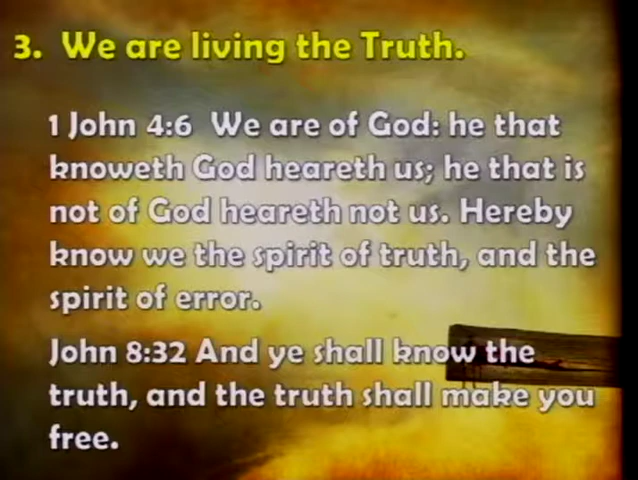 3. We are living the Truth.
1 John 4:6 We are of God: he that
knoweth God heareth us; he that is
not of God heareth not us. Hereby
know we the spirit of truth, and the
spirit of error.
John 8:32 And ye shall know the
truth, and the truth shall make you
free.